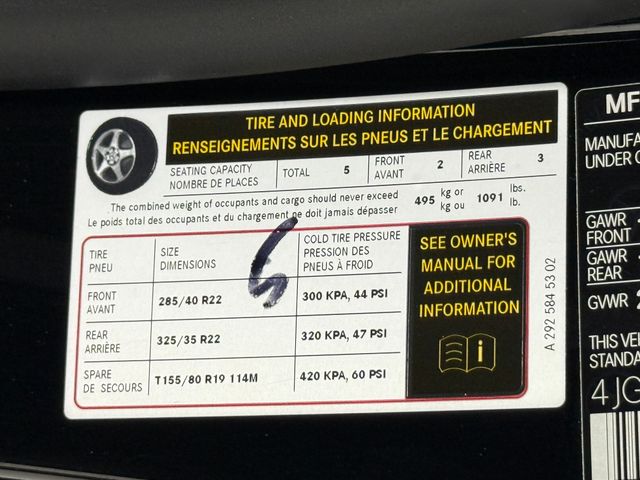 TIRE AND LOADING INFORMATION
RENSEIGNEMENTS SUR LES PNEUS ET LE CHARGEMENT
SEATING CAPACITY TOTAL 5 FRONT 2 REAR 3
NOMBRE DE PLACES AVANT ARRIÈRE
The combined weight of occupants and cargo should never exceed 495 kg or 1091 lbs.
Le poids total des occupants et du chargement ne doit jamais dépasser kg ou lb.
TIRE SIZE COLD TIRE PRESSURE
PNEU DIMENSIONS PRESSION DES
PNEUS À FROID
FRONT
AVANT 285/40 R22 300 KPA, 44 PSI
REAR
ARRIÈRE 325/35 R22 320 KPA, 47 PSI
SPARE
DE SECOURS T155/80 R19 114M 420 KPA, 60 PSI
SEE OWNER'S
MANUAL FOR
ADDITIONAL
INFORMATION
i
A 292 584 53 02
5
MF
MANUFA
UNDER C
GAWR
FRONT
GAWR
REAR
GVWR 2
THIS VE
STANDA
4JG